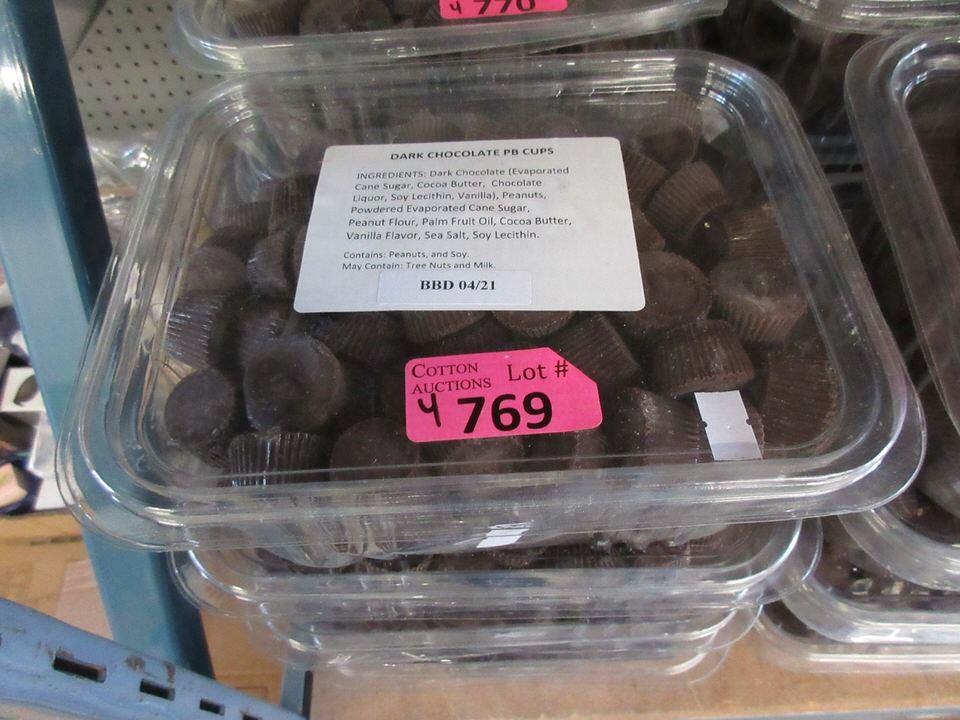 4 770
DARK CHOCOLATE PB CUPS
INGREDIENTS: Dark Chocolate (Evaporated
Cane Sugar, Cocoa Butter, Chocolate
Liquor, Soy Lecithin, Vanilla), Peanuts,
Powdered Evaporated Cane Sugar,
Peanut Flour, Palm Fruit Oil, Cocoa Butter,
Vanilla Flavor, Sea Salt, Soy Lecithin.
Contains: Peanuts, and Soy.
May Contain: Tree Nuts and Milk.
BBD 04/21
COTTON
AUCTIONS
Lot #
4 769